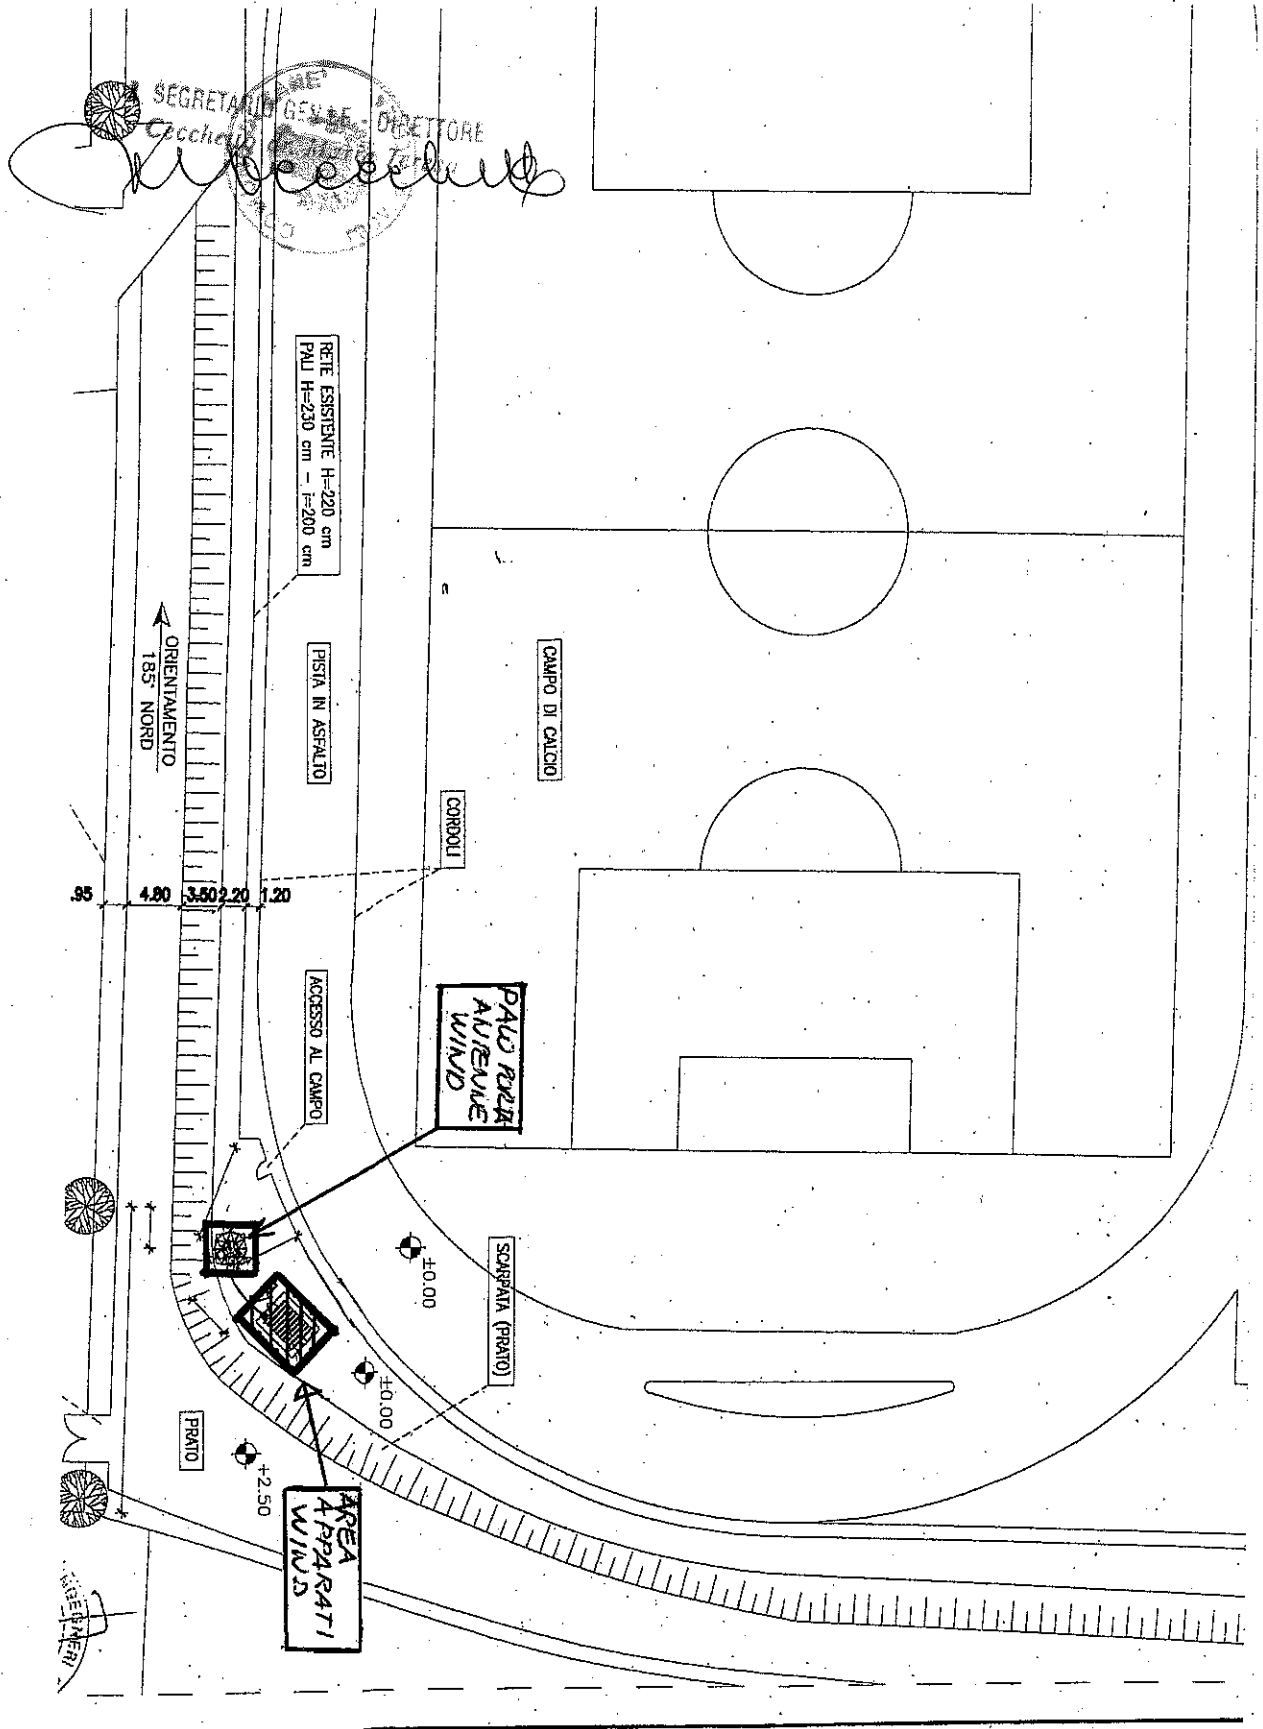 SEGRETARIO GEN.LE - DIRETTORE
RETE ESISTENTE H=220 cm
PALI H=230 cm - i=200 cm
CAMPO DI CALCIO
PISTA IN ASFALTO
ORIENTAMENTO
185° NORD
CORDOLI
.95 4.80 3.50 2.20 1.20
ACCESSO AL CAMPO
PALO PORTA
ANTENNE
WIND
±0.00
SCARPATA (PRATO)
±0.00
PRATO
+2.50
AREA
APPARATI
WIND